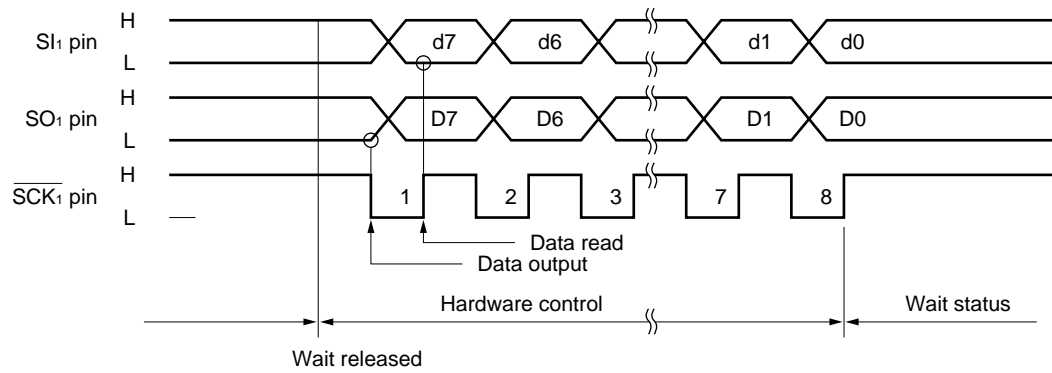 H
SI₁ pin
L
d7 d6 d1 d0
H
SO₁ pin
L
D7 D6 D1 D0
H
S̅C̅K̅₁ pin
L
1 2 3 7 8
Data read
Data output
Hardware control
Wait status
Wait released